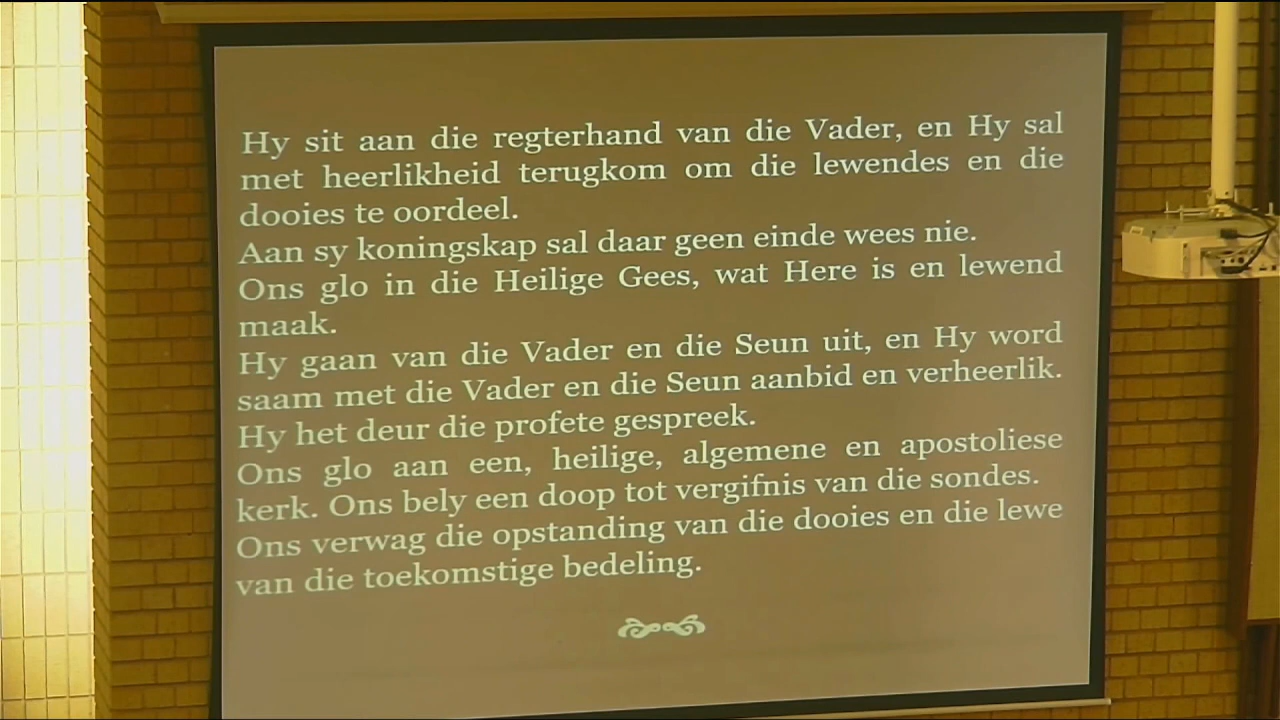 Hy sit aan die regterhand van die Vader, en Hy sal
met heerlikheid terugkom om die lewendes en die
dooies te oordeel.
Aan sy koningskap sal daar geen einde wees nie.
Ons glo in die Heilige Gees, wat Here is en lewend
maak.
Hy gaan van die Vader en die Seun uit, en Hy word
saam met die Vader en die Seun aanbid en verheerlik.
Hy het deur die profete gespreek.
Ons glo aan een, heilige, algemene en apostoliese
kerk. Ons bely een doop tot vergifnis van die sondes.
Ons verwag die opstanding van die dooies en die lewe
van die toekomstige bedeling.